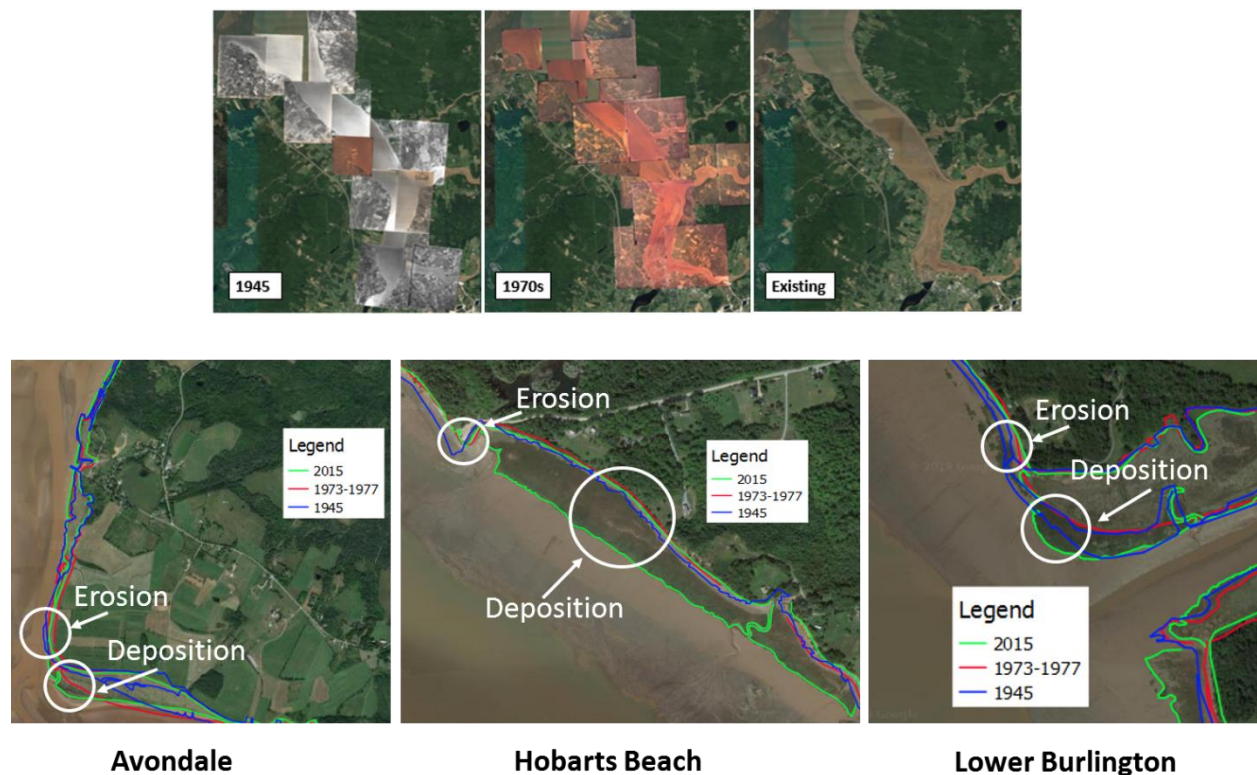 1945
1970s
Existing
Erosion
Deposition
Legend
2015
1973-1977
1945
Avondale
Erosion
Deposition
Legend
2015
1973-1977
1945
Hobarts Beach
Erosion
Deposition
Legend
2015
1973-1977
1945
Lower Burlington